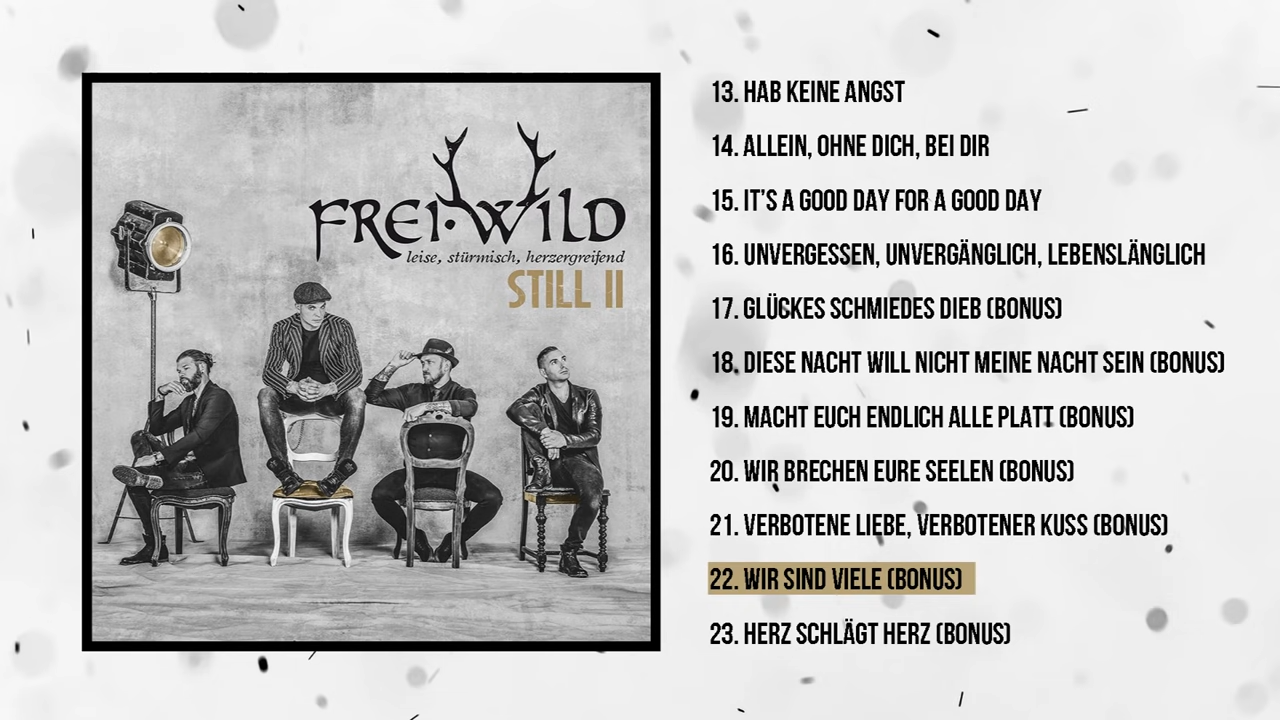 FREI.WILD
leise, stürmisch, herzergreifend
STILL II
13. HAB KEINE ANGST
14. ALLEIN, OHNE DICH, BEI DIR
15. IT'S A GOOD DAY FOR A GOOD DAY
16. UNVERGESSEN, UNVERGÄNGLICH, LEBENSLÄNGLICH
17. GLÜCKES SCHMIEDES DIEB (BONUS)
18. DIESE NACHT WILL NICHT MEINE NACHT SEIN (BONUS)
19. MACHT EUCH ENDLICH ALLE PLATT (BONUS)
20. WIR BRECHEN EURE SEELEN (BONUS)
21. VERBOTENE LIEBE, VERBOTENER KUSS (BONUS)
22. WIR SIND VIELE (BONUS)
23. HERZ SCHLÄGT HERZ (BONUS)